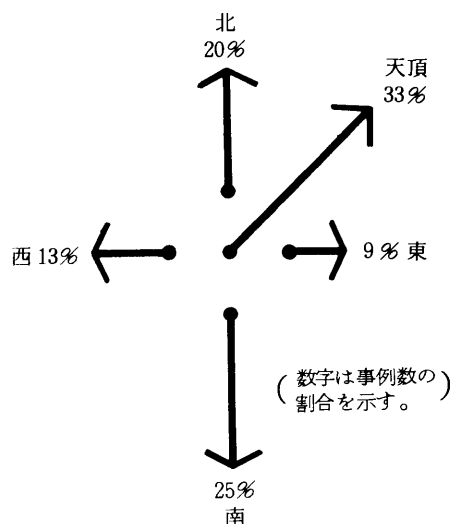 北
20%
天頂
33%
西 13%
9% 東
(数字は事例数の
割合を示す。)
25%
南